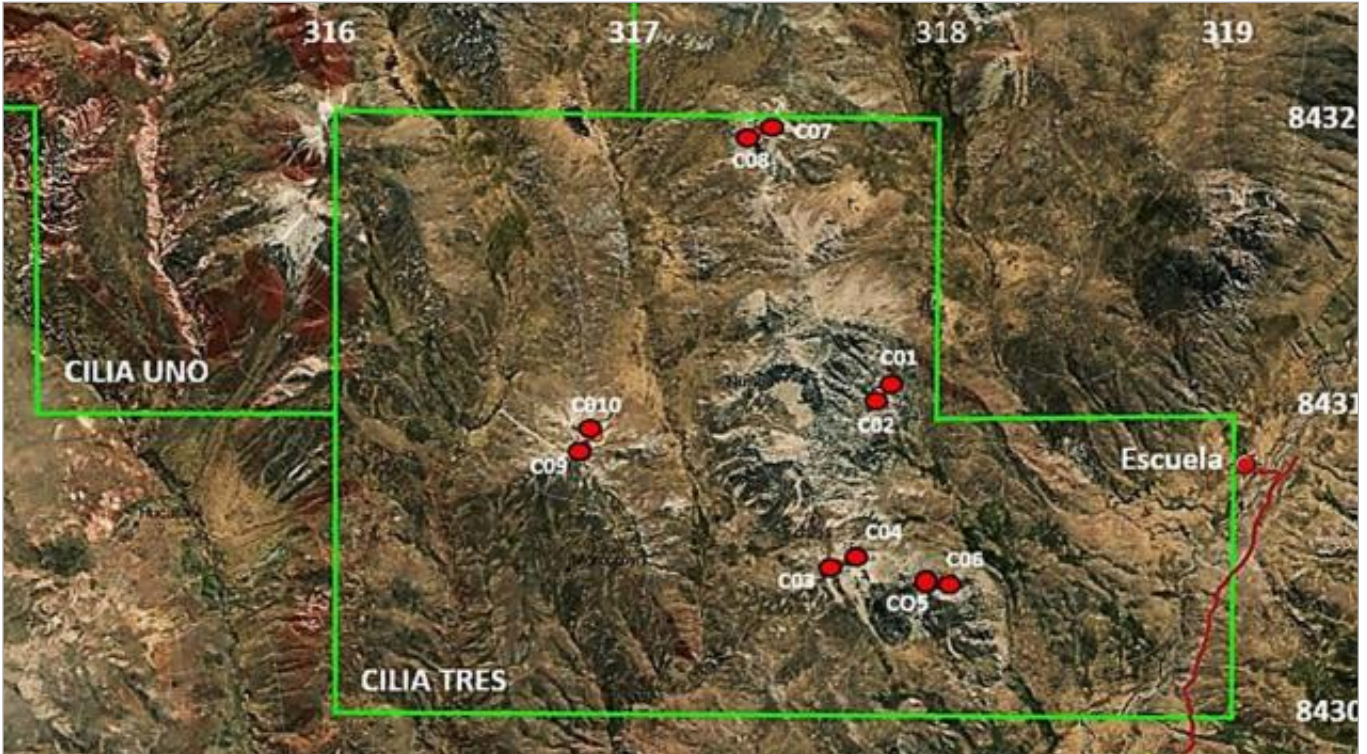 316 317 318 319
8432
C07
C08
CILIA UNO
C01
C02
8431
C010
C09
Escuela
C04
C03
C06
CO5
CILIA TRES
8430